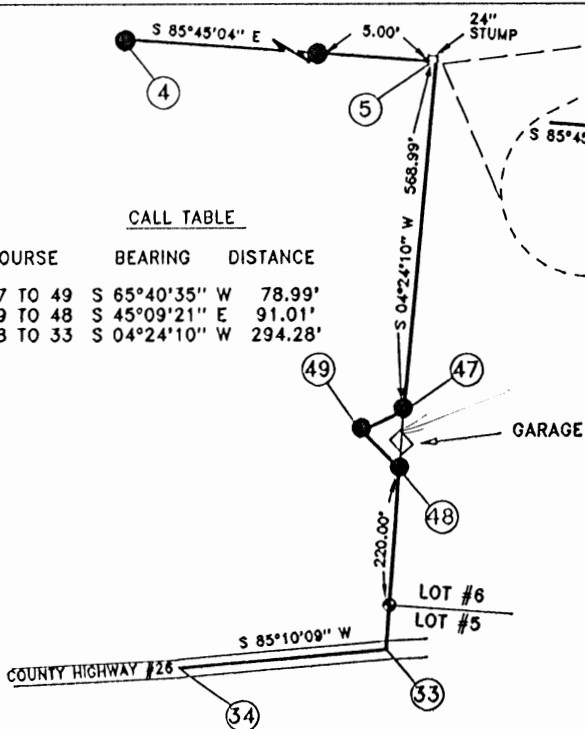 S 85°45'04" E
5.00'
24"
STUMP
4
5
S 85°45
568.99'
S 04°24'10" W
CALL TABLE
OURSE BEARING DISTANCE
7 TO 49 S 65°40'35" W 78.99'
9 TO 48 S 45°09'21" E 91.01'
8 TO 33 S 04°24'10" W 294.28'
49
47
GARAGE
48
220.00'
LOT #6
LOT #5
S 85°10'09" W
COUNTY HIGHWAY #26
33
34